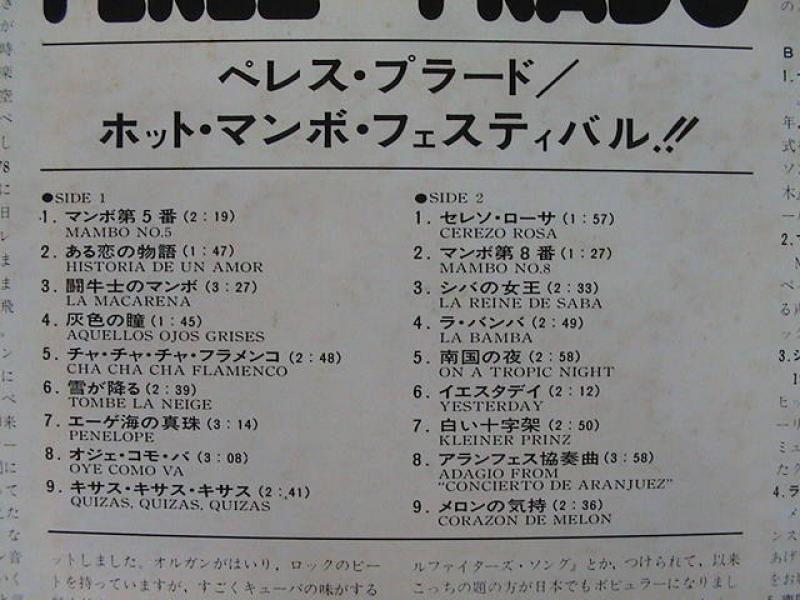 PEREZ PRADO
ペレス・プラード／
ホット・マンボ・フェスティバル!!
●SIDE 1
1. マンボ第5番(2:19)
MAMBO NO.5
2. ある恋の物語(1:47)
HISTORIA DE UN AMOR
3. 闘牛士のマンボ(3:27)
LA MACARENA
4. 灰色の瞳(1:45)
AQUELLOS OJOS GRISES
5. チャ・チャ・チャ・フラメンコ(2:48)
CHA CHA CHA FLAMENCO
6. 雪が降る(2:39)
TOMBE LA NEIGE
7. エーゲ海の真珠(3:14)
PENELOPE
8. オジェ・コモ・バ(3:08)
OYE COMO VA
9. キサス・キサス・キサス(2:41)
QUIZAS, QUIZAS, QUIZAS
●SIDE 2
1. セレソ・ローサ(1:57)
CEREZO ROSA
2. マンボ第8番(1:27)
MAMBO NO.8
3. シバの女王(2:33)
LA REINE DE SABA
4. ラ・バンバ(2:49)
LA BAMBA
5. 南国の夜(2:58)
ON A TROPIC NIGHT
6. イエスタデイ(2:12)
YESTERDAY
7. 白い十字架(2:50)
KLEINER PRINZ
8. アランフェス協奏曲(3:58)
ADAGIO FROM
"CONCIERTO DE ARANJUEZ"
9. メロンの気持(2:36)
CORAZON DE MELON
ットしました。オルガンがはいり、ロックのビー
トを持っていますが、すごくキューバの味がする
ルファイターズ・ソング』とか、つけられて、以来
こっちの題の方が日本でもポピュラーになりまし